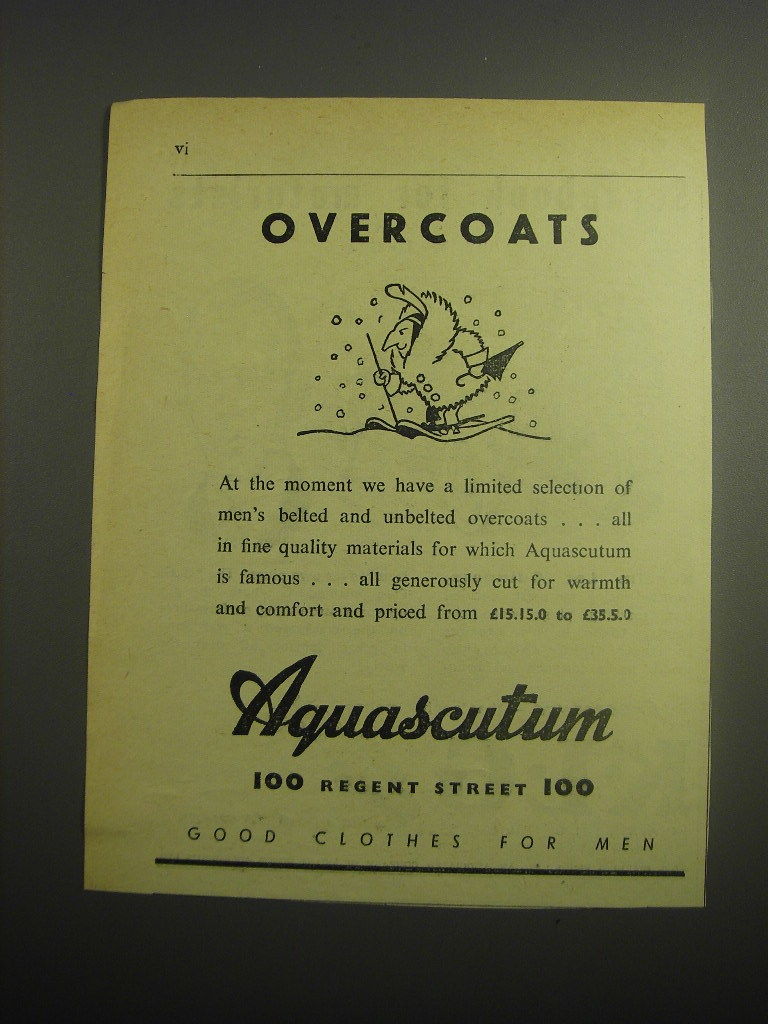 vi
OVERCOATS
At the moment we have a limited selection of
men's belted and unbelted overcoats . . . all
in fine quality materials for which Aquascutum
is famous . . . all generously cut for warmth
and comfort and priced from £15.15.0 to £35.5.0
Aquascutum
100 REGENT STREET 100
GOOD CLOTHES FOR MEN